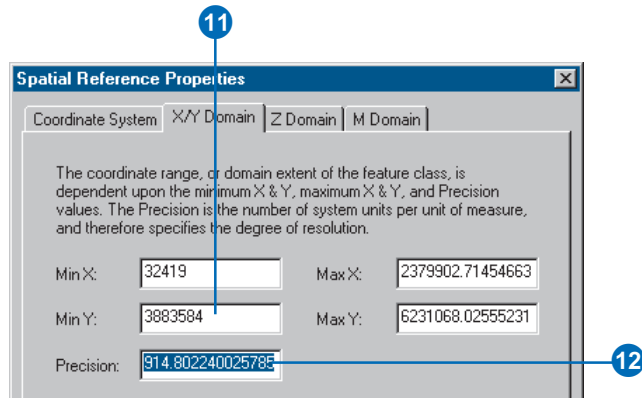 11
Spatial Reference Properties
Coordinate System X/Y Domain Z Domain M Domain
The coordinate range, or domain extent of the feature class, is
dependent upon the minimum X & Y, maximum X & Y, and Precision
values. The Precision is the number of system units per unit of measure,
and therefore specifies the degree of resolution.
Min X: 32419 Max X: 2379902.71454663
Min Y: 3883584 Max Y: 6231068.02555231
Precision: 914.802240025785
12